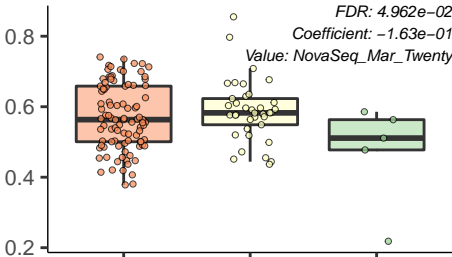 FDR: 4.962e−02
Coefficient: −1.63e−01
Value: NovaSeq_Mar_Twenty
0.8
0.6
0.4
0.2